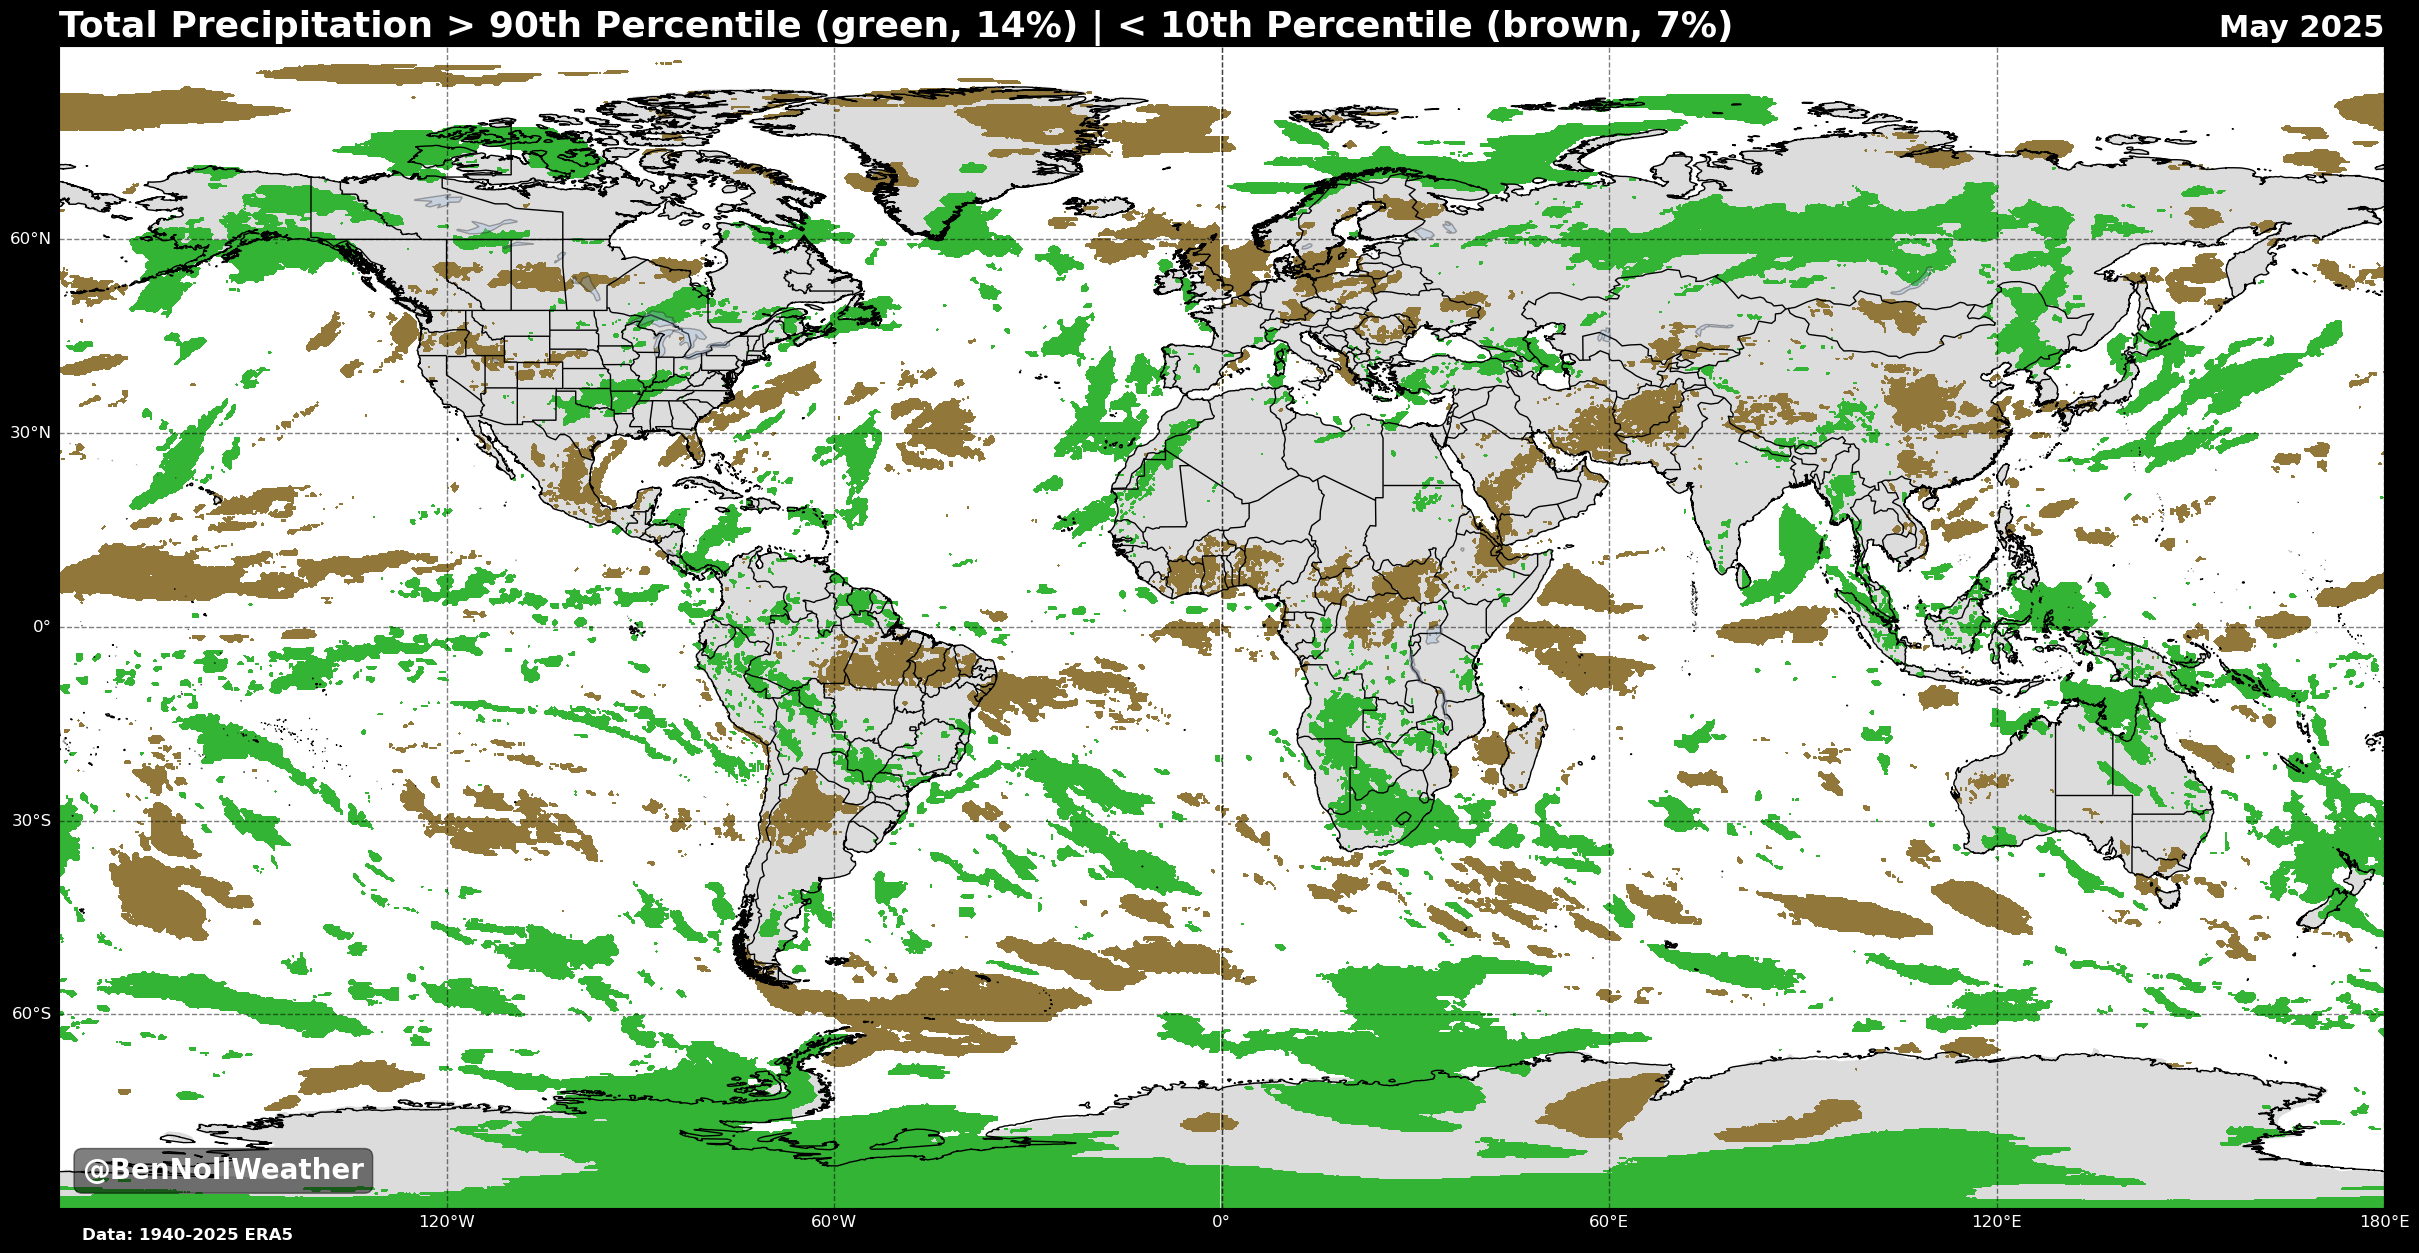 Total Precipitation > 90th Percentile (green, 14%) | < 10th Percentile (brown, 7%)
May 2025
60°N
30°N
0°
30°S
60°S
@BenNollWeather
120°W
60°W
0°
60°E
120°E
180°E
Data: 1940-2025 ERA5